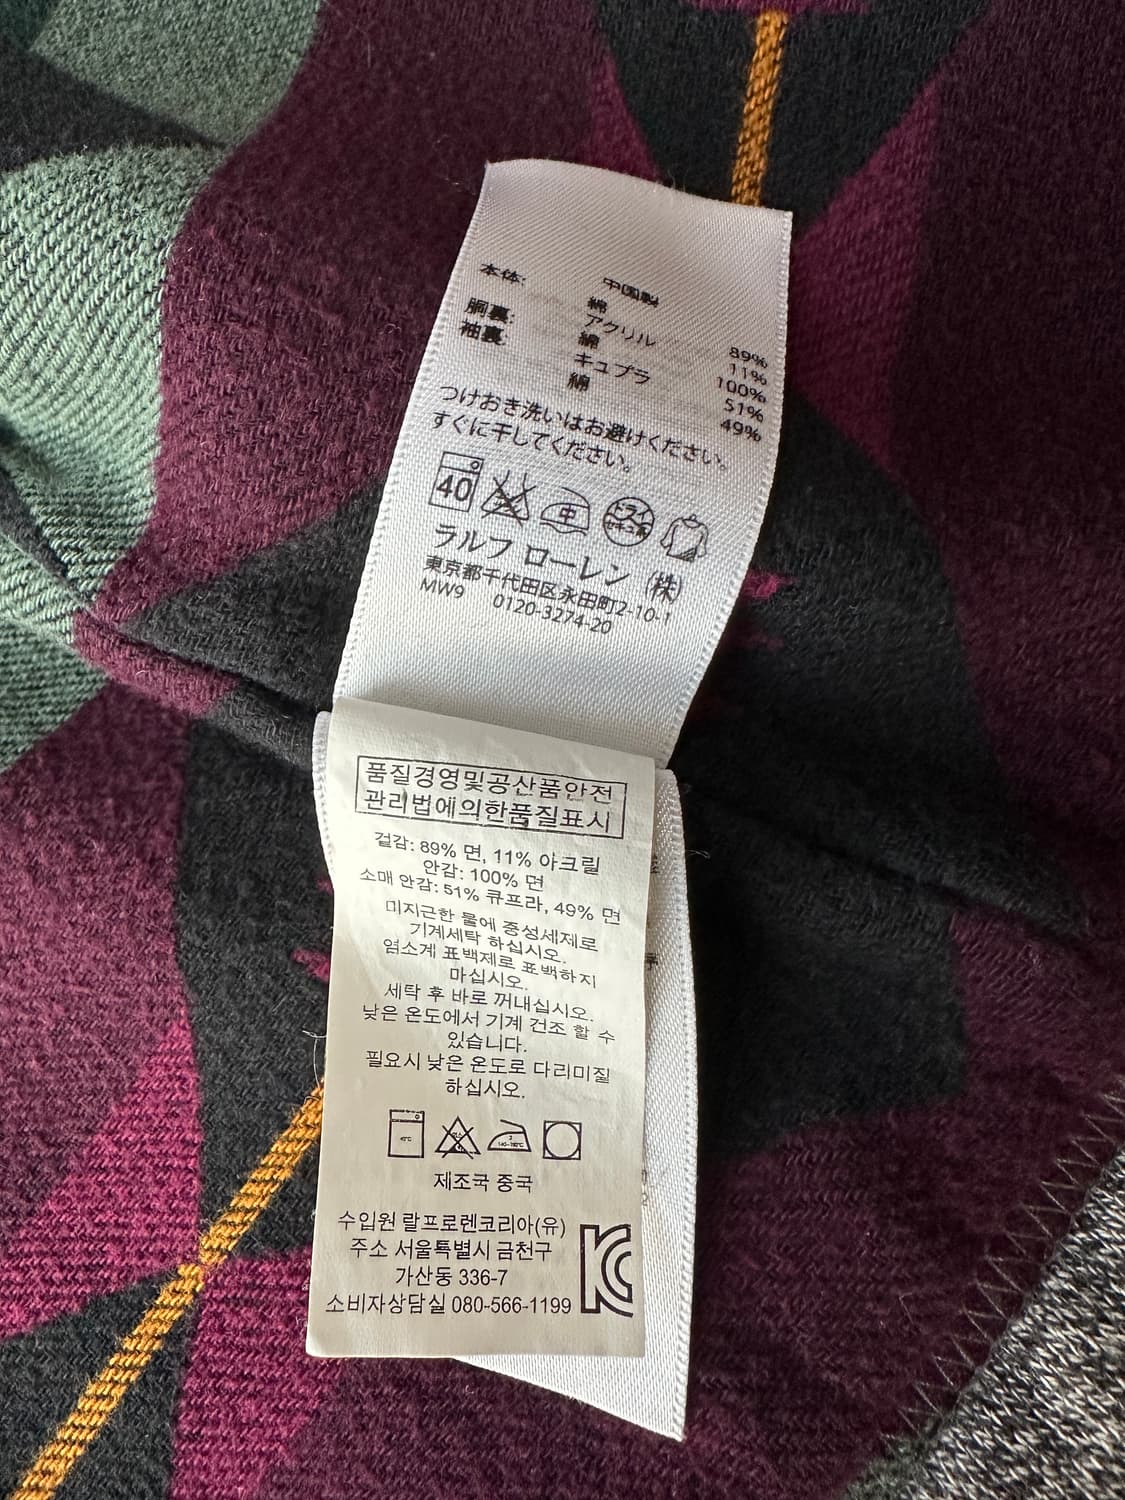 中国製
本体: 綿 89%
アクリル 11%
胴裏: 綿 100%
袖裏: キュプラ 51%
綿 49%
つけおき洗いはお避けください。
すぐに干してください。
40 中 ドライ
ラルフ ローレン (株)
東京都千代田区永田町2-10-1
MW9 0120-3274-20
품질경영및공산품안전
관리법에의한품질표시
겉감: 89% 면, 11% 아크릴
안감: 100% 면
소매 안감: 51% 큐프라, 49% 면
미지근한 물에 중성세제로
기계세탁 하십시오.
염소계 표백제로 표백하지
마십시오.
세탁 후 바로 꺼내십시오.
낮은 온도에서 기계 건조 할 수
있습니다.
필요시 낮은 온도로 다리미질
하십시오.
제조국 중국
수입원 랄프로렌코리아(유)
주소 서울특별시 금천구
가산동 336-7
소비자상담실 080-566-1199
KC